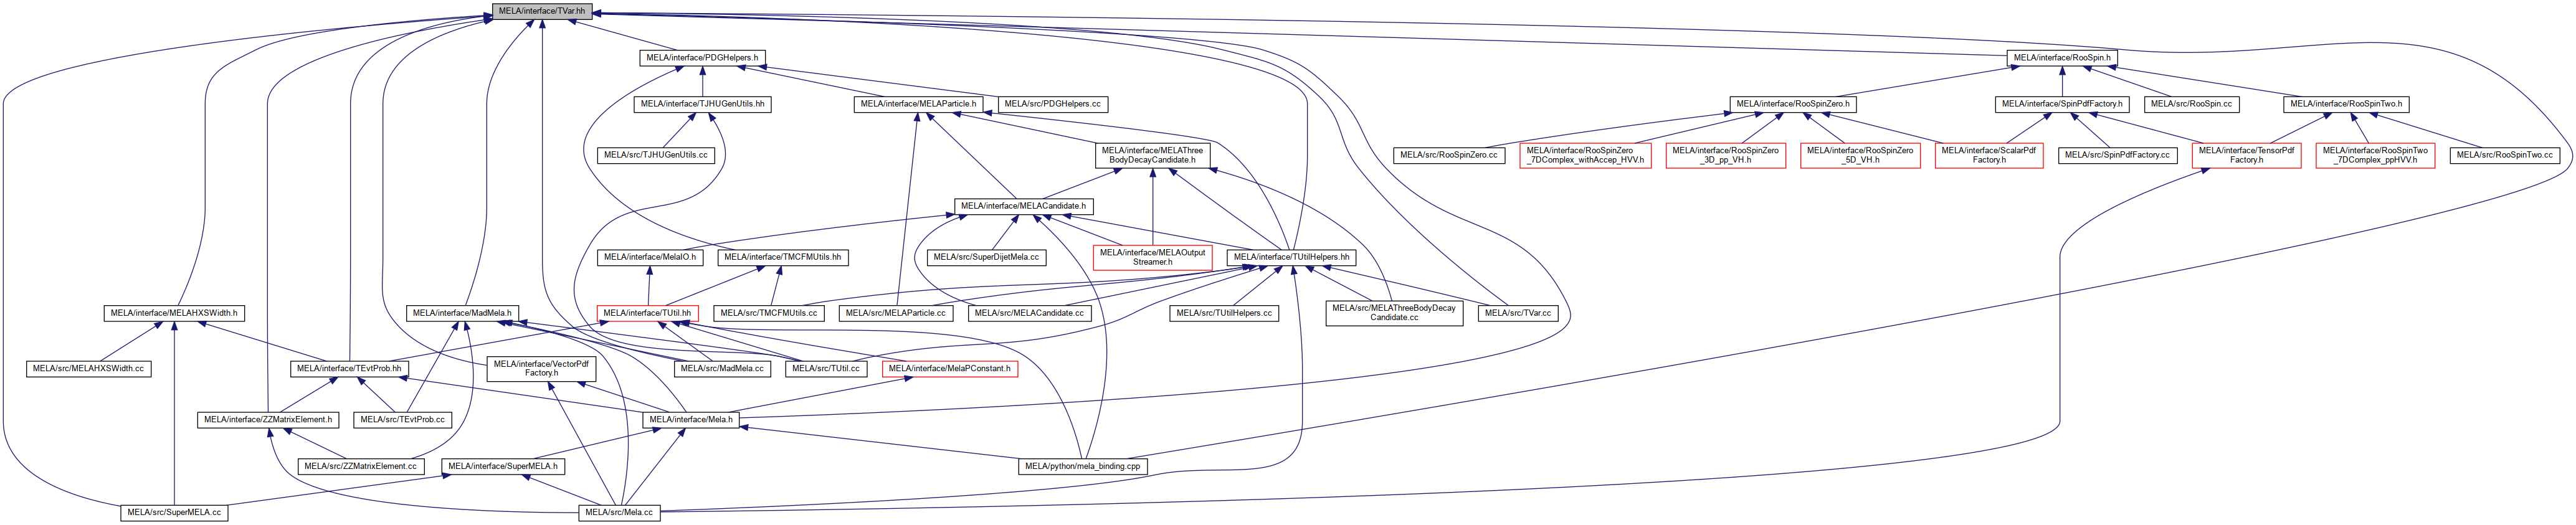 MELA/interface/TVar.hh
MELA/interface/PDGHelpers.h
MELA/interface/RooSpin.h
MELA/interface/TJHUGenUtils.hh
MELA/interface/MELAParticle.h
MELA/src/PDGHelpers.cc
MELA/interface/RooSpinZero.h
MELA/interface/SpinPdfFactory.h
MELA/src/RooSpin.cc
MELA/interface/RooSpinTwo.h
MELA/src/TJHUGenUtils.cc
MELA/interface/MELAThree
BodyDecayCandidate.h
MELA/src/RooSpinZero.cc
MELA/interface/RooSpinZero
_7DComplex_withAccep_HVV.h
MELA/interface/RooSpinZero
_3D_pp_VH.h
MELA/interface/RooSpinZero
_5D_VH.h
MELA/interface/ScalarPdf
Factory.h
MELA/src/SpinPdfFactory.cc
MELA/interface/TensorPdf
Factory.h
MELA/interface/RooSpinTwo
_7DComplex_ppHVV.h
MELA/src/RooSpinTwo.cc
MELA/interface/MELACandidate.h
MELA/interface/MelaIO.h
MELA/interface/TMCFMUtils.hh
MELA/src/SuperDijetMela.cc
MELA/interface/MELAOutput
Streamer.h
MELA/interface/TUtilHelpers.hh
MELA/interface/MELAHXSWidth.h
MELA/interface/MadMela.h
MELA/interface/TUtil.hh
MELA/src/TMCFMUtils.cc
MELA/src/MELAParticle.cc
MELA/src/MELACandidate.cc
MELA/src/TUtilHelpers.cc
MELA/src/MELAThreeBodyDecay
Candidate.cc
MELA/src/TVar.cc
MELA/src/MELAHXSWidth.cc
MELA/interface/TEvtProb.hh
MELA/interface/VectorPdf
Factory.h
MELA/src/MadMela.cc
MELA/src/TUtil.cc
MELA/interface/MelaPConstant.h
MELA/interface/ZZMatrixElement.h
MELA/src/TEvtProb.cc
MELA/interface/Mela.h
MELA/src/ZZMatrixElement.cc
MELA/interface/SuperMELA.h
MELA/python/mela_binding.cpp
MELA/src/SuperMELA.cc
MELA/src/Mela.cc